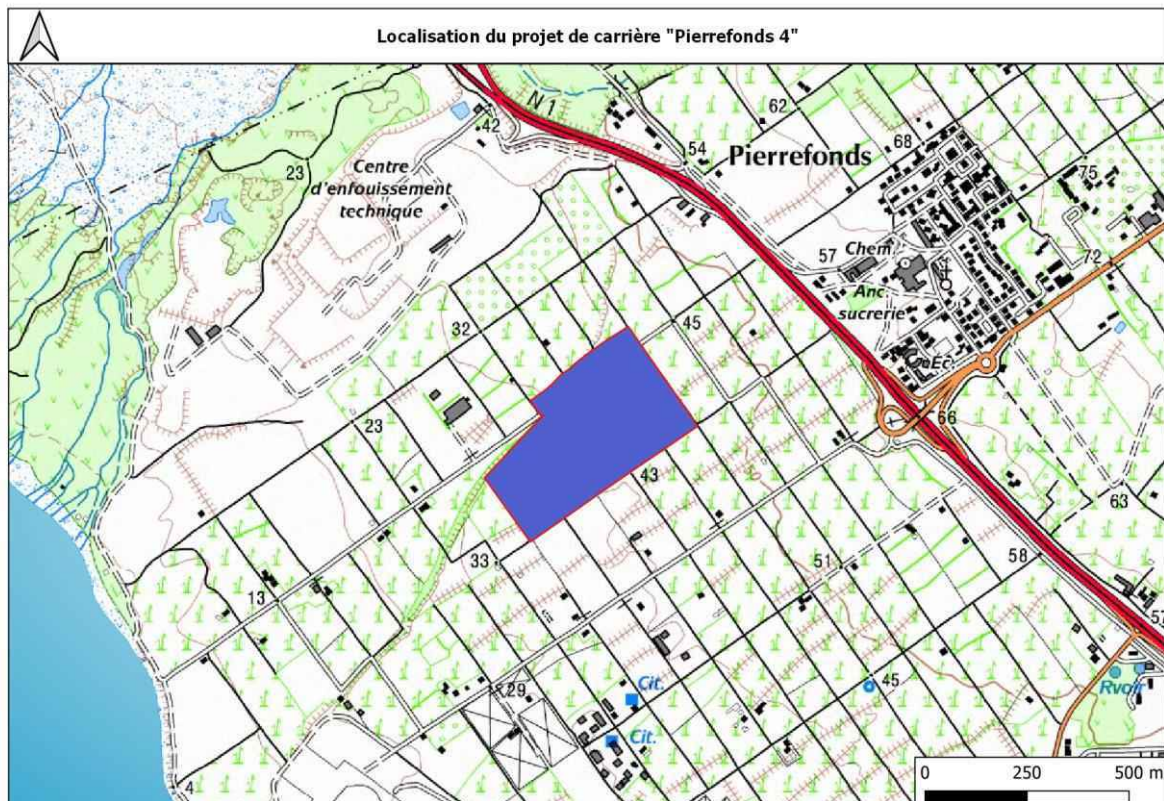 Localisation du projet de carrière "Pierrefonds 4"
N 1
42
62
54
68
Pierrefonds
75
23
Centre
d'enfouissement
technique
57
Chem.
72
Anc
sucrerie
32
45
Ec.
23
66
43
63
33
58
51
13
57
29
Cit.
45
Rvoir
Cit.
4
0 250 500 m